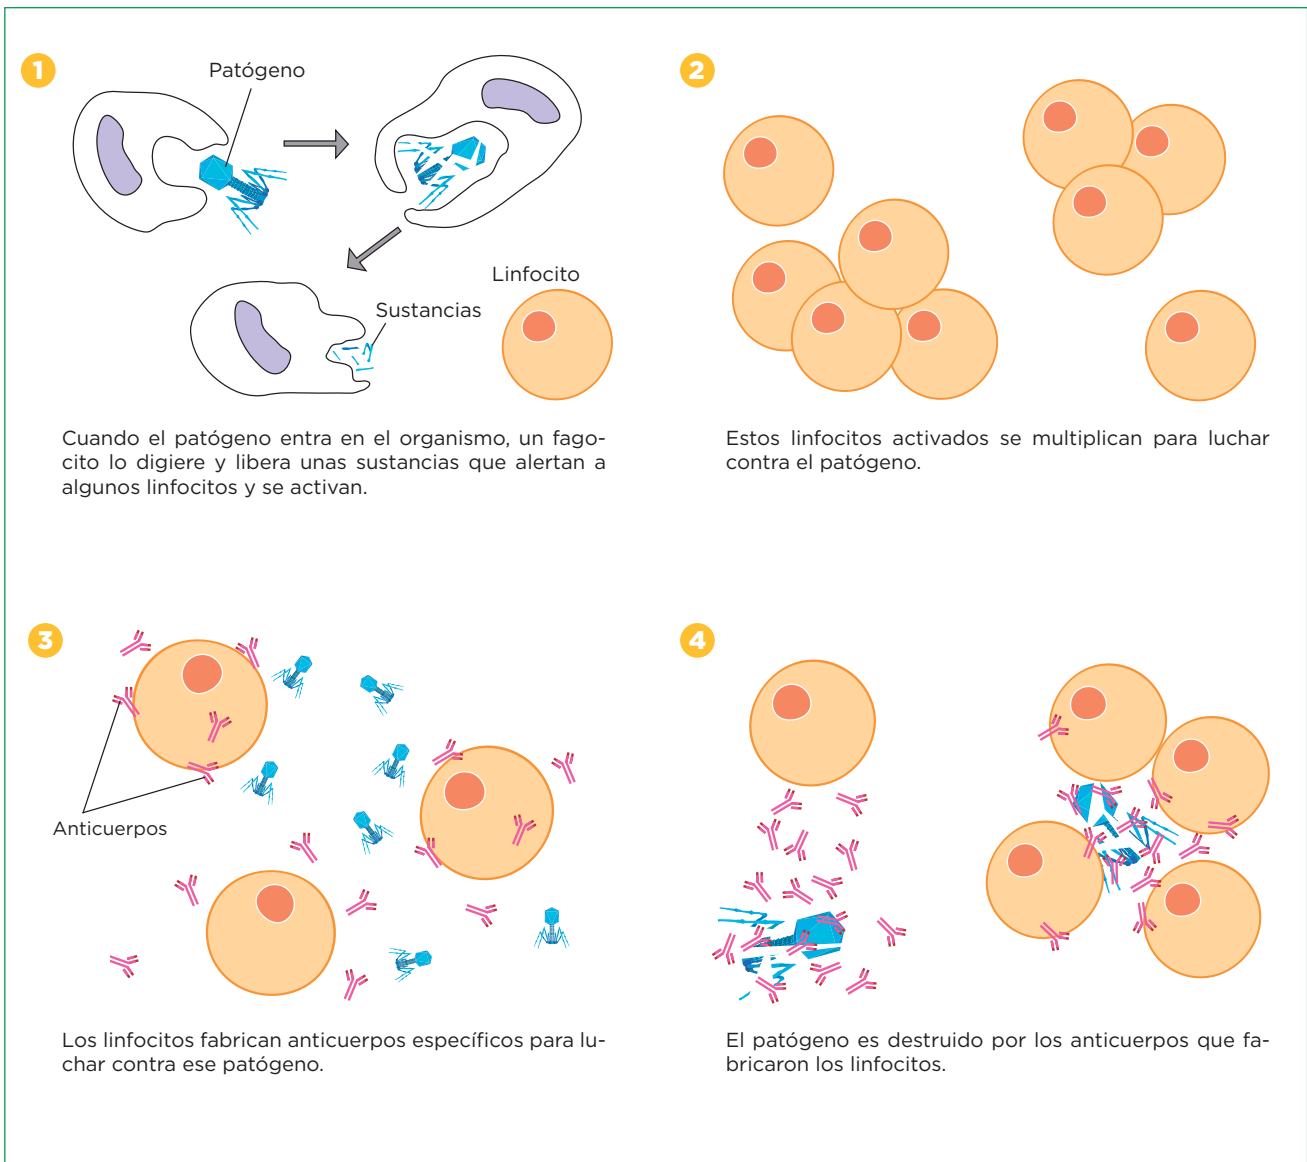 1
Patógeno
Linfocito
Sustancias
Cuando el patógeno entra en el organismo, un fago-
cito lo digiere y libera unas sustancias que alertan a
algunos linfocitos y se activan.
2
Estos linfocitos activados se multiplican para luchar
contra el patógeno.
3
Anticuerpos
Los linfocitos fabrican anticuerpos específicos para lu-
char contra ese patógeno.
4
El patógeno es destruido por los anticuerpos que fa-
bricaron los linfocitos.